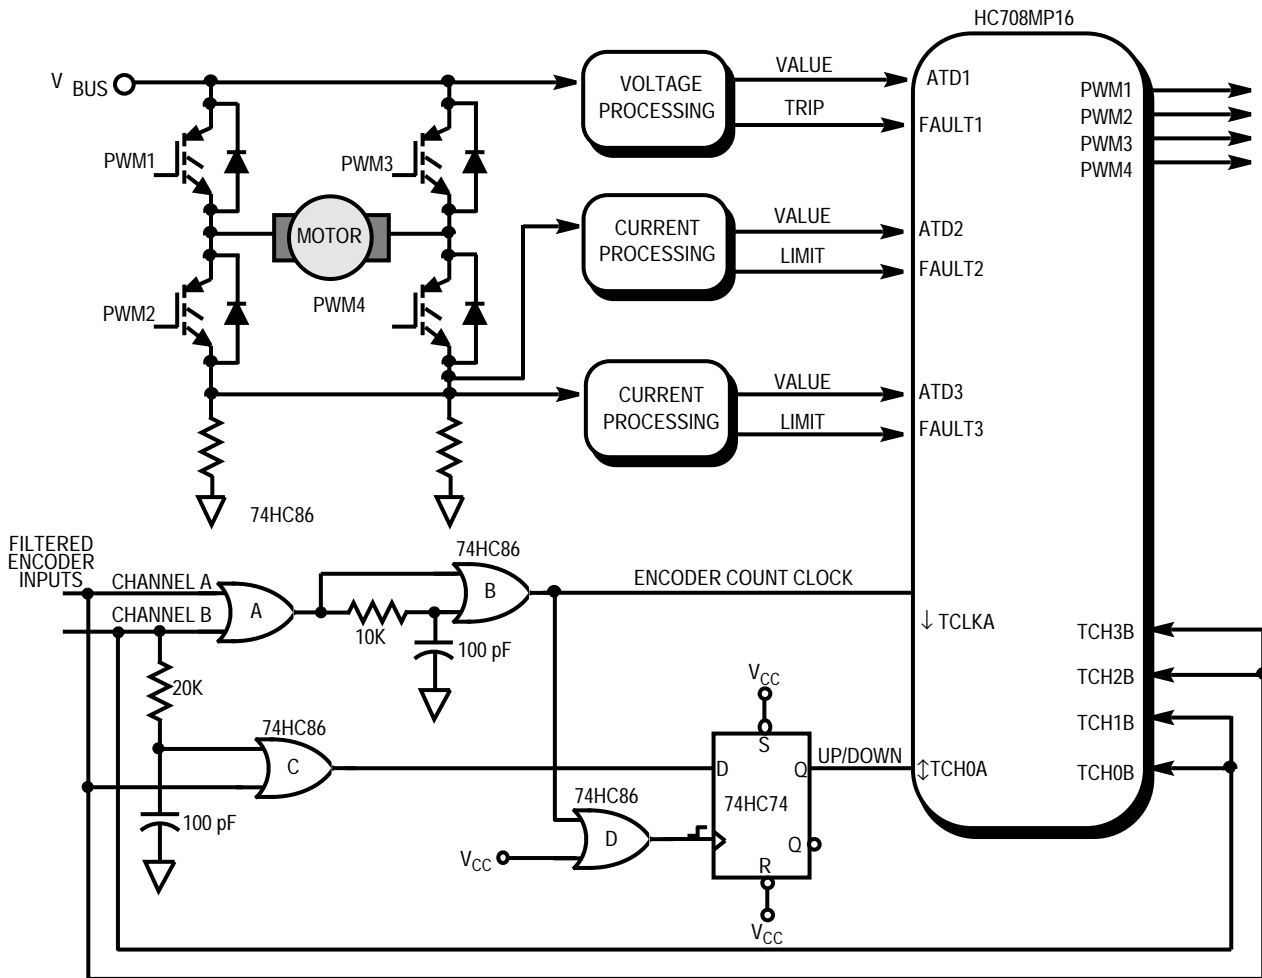 HC708MP16
V BUS
VOLTAGE
PROCESSING
VALUE
TRIP
ATD1
FAULT1
PWM1
PWM2
PWM3
PWM4
PWM1
PWM3
MOTOR
PWM2
PWM4
CURRENT
PROCESSING
VALUE
LIMIT
ATD2
FAULT2
CURRENT
PROCESSING
VALUE
LIMIT
ATD3
FAULT3
74HC86
FILTERED
ENCODER
INPUTS
CHANNEL A
CHANNEL B
A
10K
74HC86
B
100 pF
ENCODER COUNT CLOCK
↓ TCLKA
TCH3B
TCH2B
TCH1B
TCH0B
20K
74HC86
C
100 pF
74HC86
D
VCC
VCC
S
D
Q
74HC74
Q
R
VCC
UP/DOWN
↕TCH0A